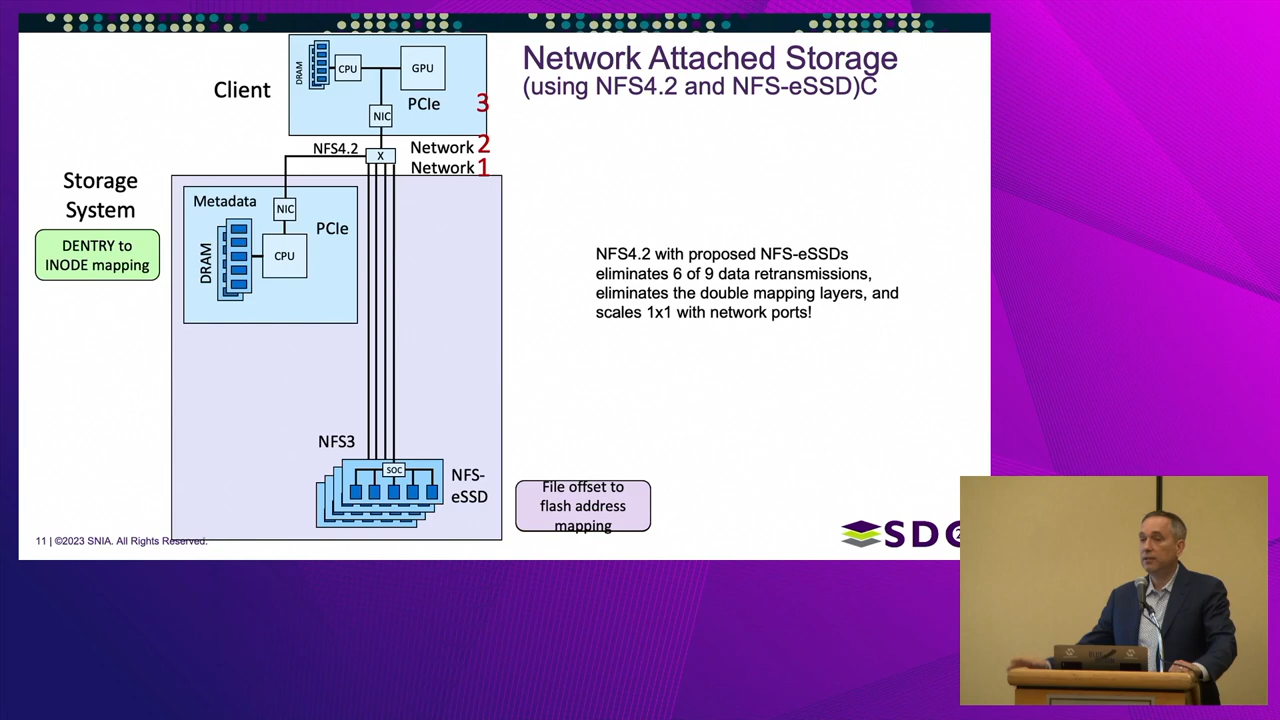 Network Attached Storage
(using NFS4.2 and NFS-eSSD)C
Client
DRAM
CPU
GPU
PCIe
3
NIC
NFS4.2
X
Network 2
Network 1
Storage
System
Metadata
NIC
PCIe
DENTRY to
INODE mapping
DRAM
CPU
NFS4.2 with proposed NFS-eSSDs
eliminates 6 of 9 data retransmissions,
eliminates the double mapping layers, and
scales 1x1 with network ports!
NFS3
SOC
NFS-
eSSD
File offset to
flash address
mapping
11 | ©2023 SNIA. All Rights Reserved.
SDC